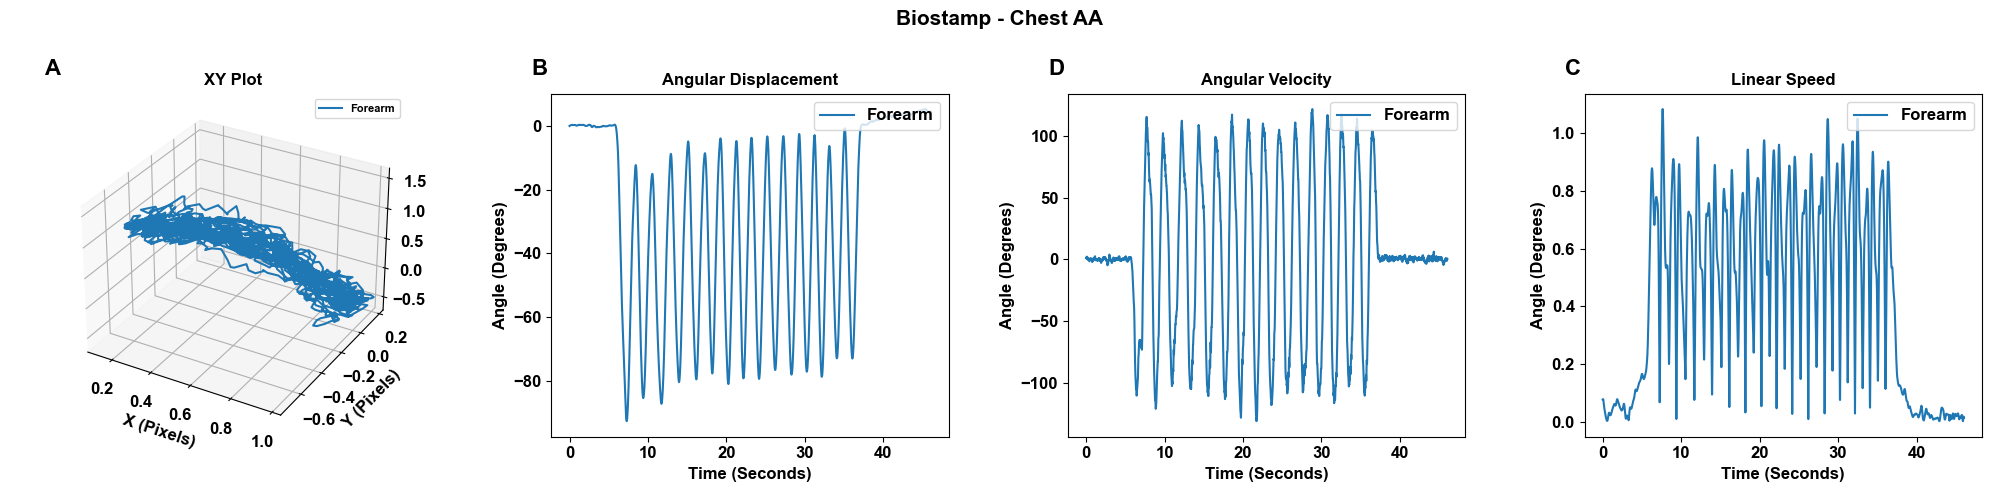 Biostamp - Chest AA
A
XY Plot
Forearm
1.5
1.0
0.5
0.0
−0.5
0.2
0.0
−0.2
−0.4
−0.6
Y (Pixels)
0.2
0.4
0.6
0.8
1.0
X (Pixels)
B
Angular Displacement
Forearm
0
−20
−40
−60
−80
Angle (Degrees)
0
10
20
30
40
Time (Seconds)
D
Angular Velocity
Forearm
100
50
0
−50
−100
Angle (Degrees)
0
10
20
30
40
Time (Seconds)
C
Linear Speed
Forearm
1.0
0.8
0.6
0.4
0.2
0.0
Angle (Degrees)
0
10
20
30
40
Time (Seconds)